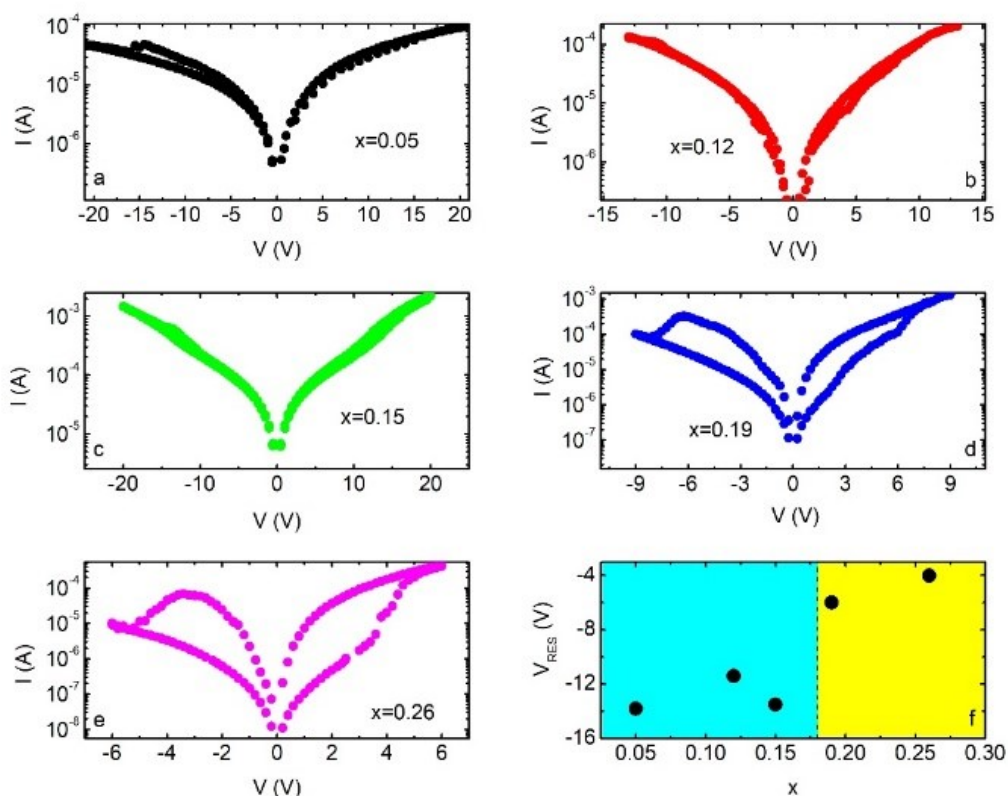 10⁻⁴
10⁻⁵
10⁻⁶
I (A)
x=0.05
a
-20 -15 -10 -5 0 5 10 15 20
V (V)
10⁻⁴
10⁻⁵
10⁻⁶
I (A)
x=0.12
b
-15 -10 -5 0 5 10 15
V (V)
10⁻³
10⁻⁴
10⁻⁵
I (A)
x=0.15
c
-20 -10 0 10 20
V (V)
10⁻³
10⁻⁴
10⁻⁵
10⁻⁶
10⁻⁷
I (A)
x=0.19
d
-9 -6 -3 0 3 6 9
V (V)
10⁻⁴
10⁻⁵
10⁻⁶
10⁻⁷
10⁻⁸
I (A)
x=0.26
e
-6 -4 -2 0 2 4 6
V (V)
-4
-8
-12
-16
V_RES (V)
f
0.05 0.10 0.15 0.20 0.25 0.30
x